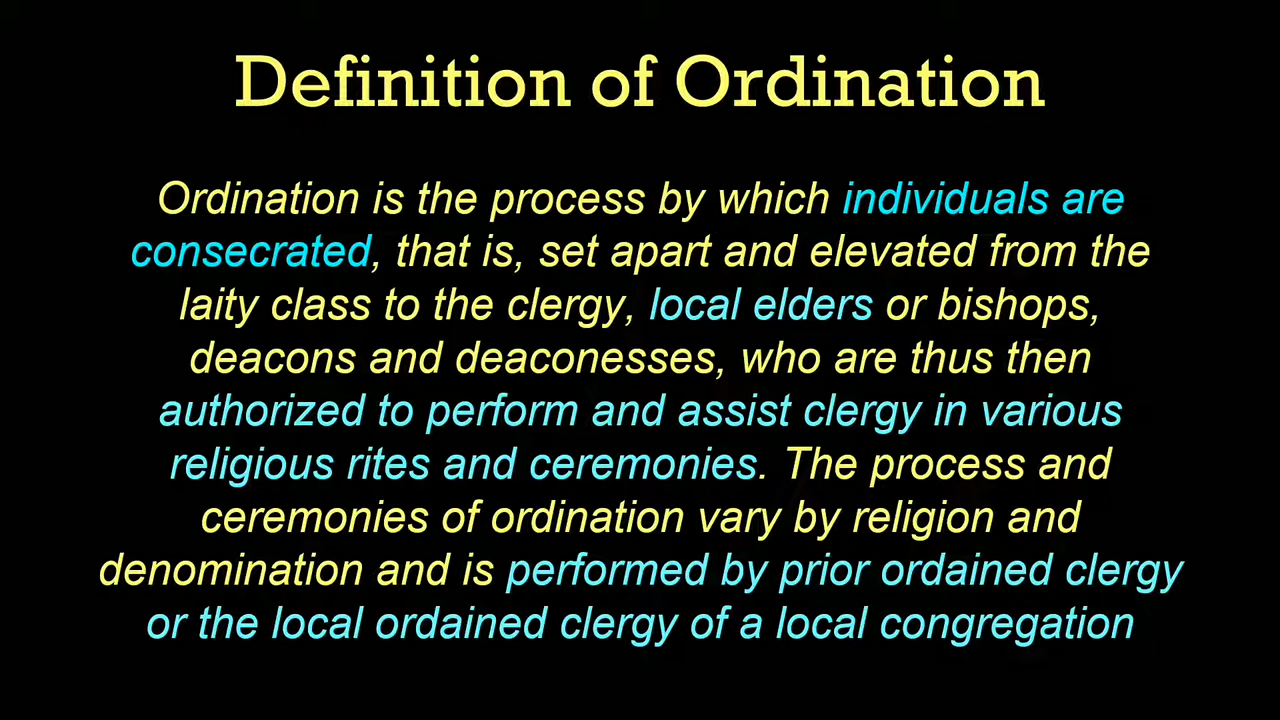 Definition of Ordination
Ordination is the process by which individuals are
consecrated, that is, set apart and elevated from the
laity class to the clergy, local elders or bishops,
deacons and deaconesses, who are thus then
authorized to perform and assist clergy in various
religious rites and ceremonies. The process and
ceremonies of ordination vary by religion and
denomination and is performed by prior ordained clergy
or the local ordained clergy of a local congregation